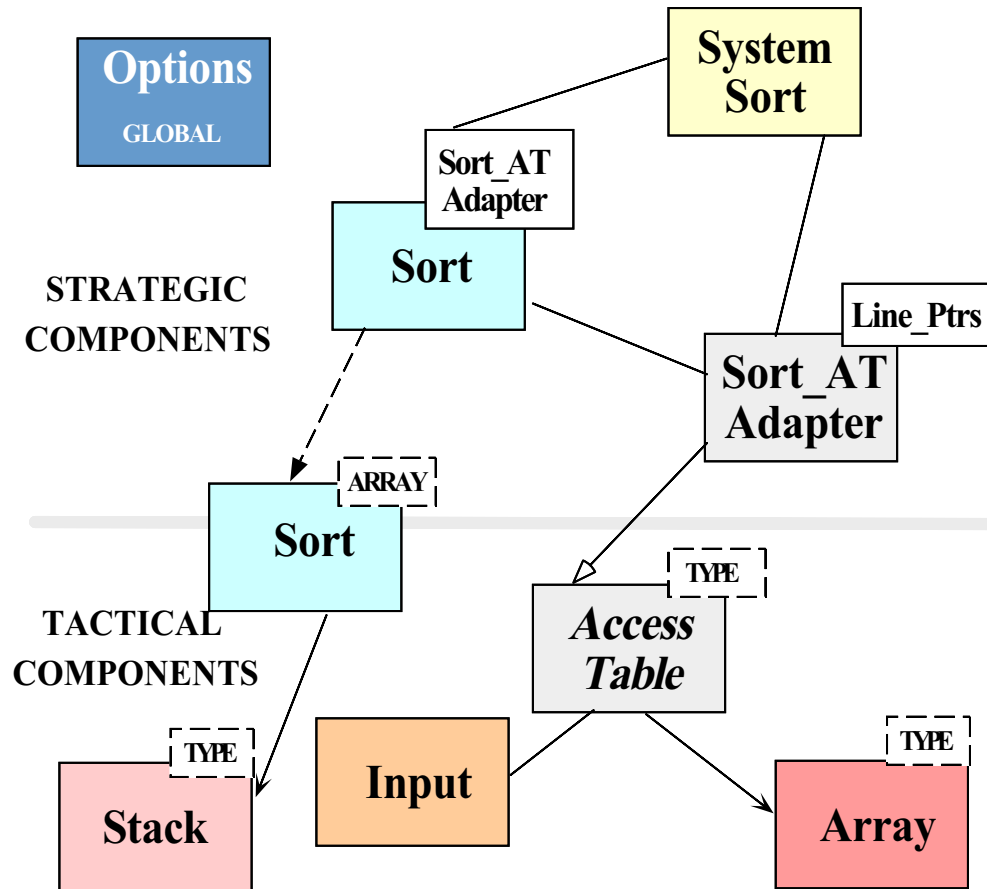 Options
GLOBAL
System
Sort
Sort_AT
Adapter
Sort
STRATEGIC
COMPONENTS
Line_Ptrs
Sort_AT
Adapter
ARRAY
Sort
TYPE
Access
Table
TACTICAL
COMPONENTS
TYPE
Stack
Input
TYPE
Array